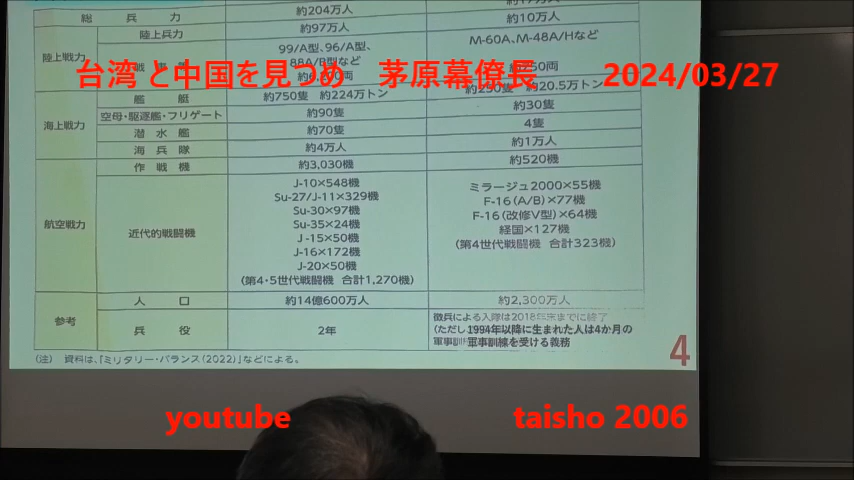 総 兵 力 約204万人 約17万人
陸上戦力 陸上兵力 約97万人 約10万人
99/A型、96/A型、 M-60A、M-48A/Hなど
88A/B型など
台湾 と中国を見つめ 茅原幕僚長 2024/03/27
艦 艇 約750隻 約224万トン 約250隻 約20.5万トン
海上戦力 空母・駆逐艦・フリゲート 約90隻 約30隻
潜 水 艦 約70隻 4隻
海 兵 隊 約4万人 約1万人
航空戦力 作 戦 機 約3,030機 約520機
近代的戦闘機
J-10×548機
Su-27/J-11×329機
Su-30×97機
Su-35×24機
J-15×50機
J-16×172機
J-20×50機
(第4・5世代戦闘機 合計1,270機)
ミラージュ2000×55機
F-16(A/B)×77機
F-16(改修V型)×64機
経国×127機
(第4世代戦闘機 合計323機)
参考 人 口 約14億600万人 約2,300万人
兵 役 2年
徴兵による入隊は2018年末までに終了
(ただし1994年以降に生まれた人は4か月の
軍事訓練を受ける義務
(注) 資料は、「ミリタリー・バランス(2022)」などによる。
4
youtube taisho 2006